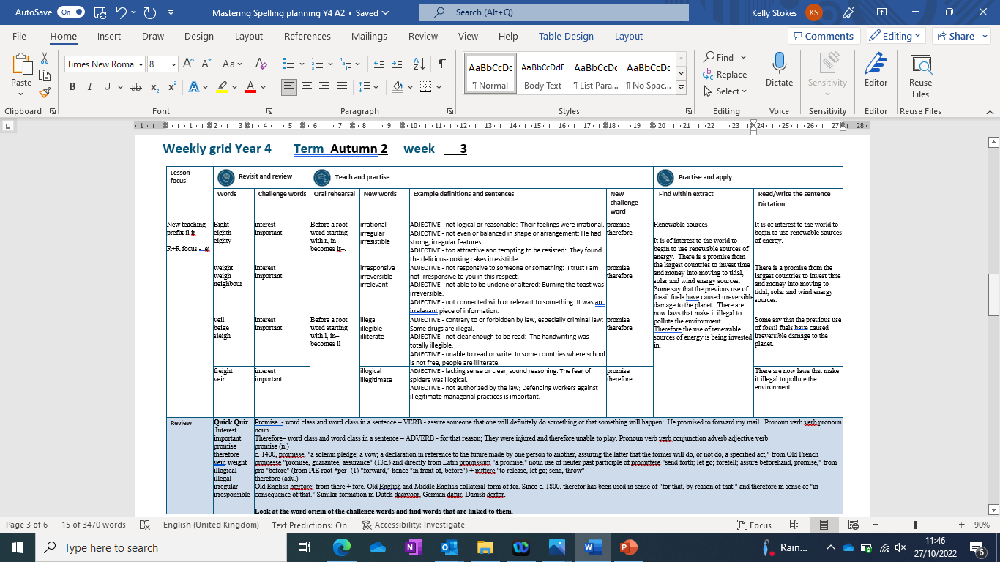 AutoSave On Mastering Spelling planning Y4 A2 • Saved Search (Alt+Q) Kelly Stokes KS
File Home Insert Draw Design Layout References Mailings Review View Help Table Design Layout Comments Editing Share
Times New Roma 8 Aa
Paste
AaBbCcDc AaBbCcDdE AaBbCcDc AaBbCcDc
¶ Normal Body Text ¶ List Para... ¶ No Spac...
Find
Replace
Select
Dictate Sensitivity Editor Reuse Files
Clipboard Font Paragraph Styles Editing Voice Sensitivity Editor Reuse Files
Weekly grid Year 4 Term Autumn 2 week 3
Lesson focus
Revisit and review
Teach and practise
Practise and apply
Words
Challenge words
Oral rehearsal
New words
Example definitions and sentences
New
challenge
word
Find within extract
Read/write the sentence
Dictation
New teaching –
prefix il ir
R+R focus - ei
Eight
eighth
eighty
interest
important
Before a root
word starting
with r, in–
becomes ir–.
irrational
irregular
irresistible
ADJECTIVE - not logical or reasonable: Their feelings were irrational.
ADJECTIVE - not even or balanced in shape or arrangement: He had
strong, irregular features.
ADJECTIVE - too attractive and tempting to be resisted: They found
the delicious-looking cakes irresistible.
promise
therefore
Renewable sources
It is of interest to the world to
begin to use renewable sources of
energy. There is a promise from
the largest countries to invest time
and money into moving to tidal,
solar and wind energy sources.
Some say that the previous use of
fossil fuels have caused irreversible
damage to the planet. There are
now laws that make it illegal to
pollute the environment.
Therefore the use of renewable
sources of energy is being invested
in.
It is of interest to the world to
begin to use renewable sources
of energy.
weight
weigh
neighbour
interest
important
irresponsive
irreversible
irrelevant
ADJECTIVE - not responsive to someone or something: I trust I am
not irresponsive to you in this respect.
ADJECTIVE - not able to be undone or altered: Burning the toast was
irreversible.
ADJECTIVE - not connected with or relevant to something: It was an
irrelevant piece of information.
promise
therefore
There is a promise from the
largest countries to invest time
and money into moving to
tidal, solar and wind energy
sources.
veil
beige
sleigh
interest
important
Before a root
word starting
with l, in–
becomes il
illegal
illegible
illiterate
ADJECTIVE - contrary to or forbidden by law, especially criminal law:
Some drugs are illegal.
ADJECTIVE - not clear enough to be read: The handwriting was
totally illegible.
ADJECTIVE - unable to read or write: In some countries where school
is not free, people are illiterate.
promise
therefore
Some say that the previous use
of fossil fuels have caused
irreversible damage to the
planet.
freight
vein
interest
important
illogical
illegitimate
ADJECTIVE - lacking sense or clear, sound reasoning: The fear of
spiders was illogical.
ADJECTIVE - not authorized by the law; Defending workers against
illegitimate managerial practices is important.
promise
therefore
There are now laws that make
it illegal to pollute the
environment.
Review
Quick Quiz
Interest
important
promise
therefore
vein weight
illogical
illegal
irregular
irresponsible
Promise - word class and word class in a sentence – VERB - assure someone that one will definitely do something or that something will happen: He promised to forward my mail. Pronoun verb verb pronoun
noun
Therefore– word class and word class in a sentence – ADVERB - for that reason; They were injured and therefore unable to play. Pronoun verb verb conjunction adverb adjective verb
promise (n.)
c. 1400, promisse, "a solemn pledge; a vow; a declaration in reference to the future made by one person to another, assuring the latter that the former will do, or not do, a specified act," from Old French
promesse "promise, guarantee, assurance" (13c.) and directly from Latin promissum "a promise," noun use of neuter past participle of promittere "send forth; let go; foretell; assure beforehand, promise," from
pro "before" (from PIE root *per- (1) "forward," hence "in front of, before") + mittere "to release, let go; send, throw"
therefore (adv.)
Old English þærfore; from there + fore, Old English and Middle English collateral form of for. Since c. 1800, therefor has been used in sense of "for that, by reason of that;" and therefore in sense of "in
consequence of that." Similar formation in Dutch daarvoor, German dafür, Danish derfor.
Look at the word origin of the challenge words and find words that are linked to them.
Page 3 of 6 15 of 3470 words English (United Kingdom) Text Predictions: On Accessibility: Investigate Focus 90%
Type here to search Rain... 11:46
27/10/2022 6